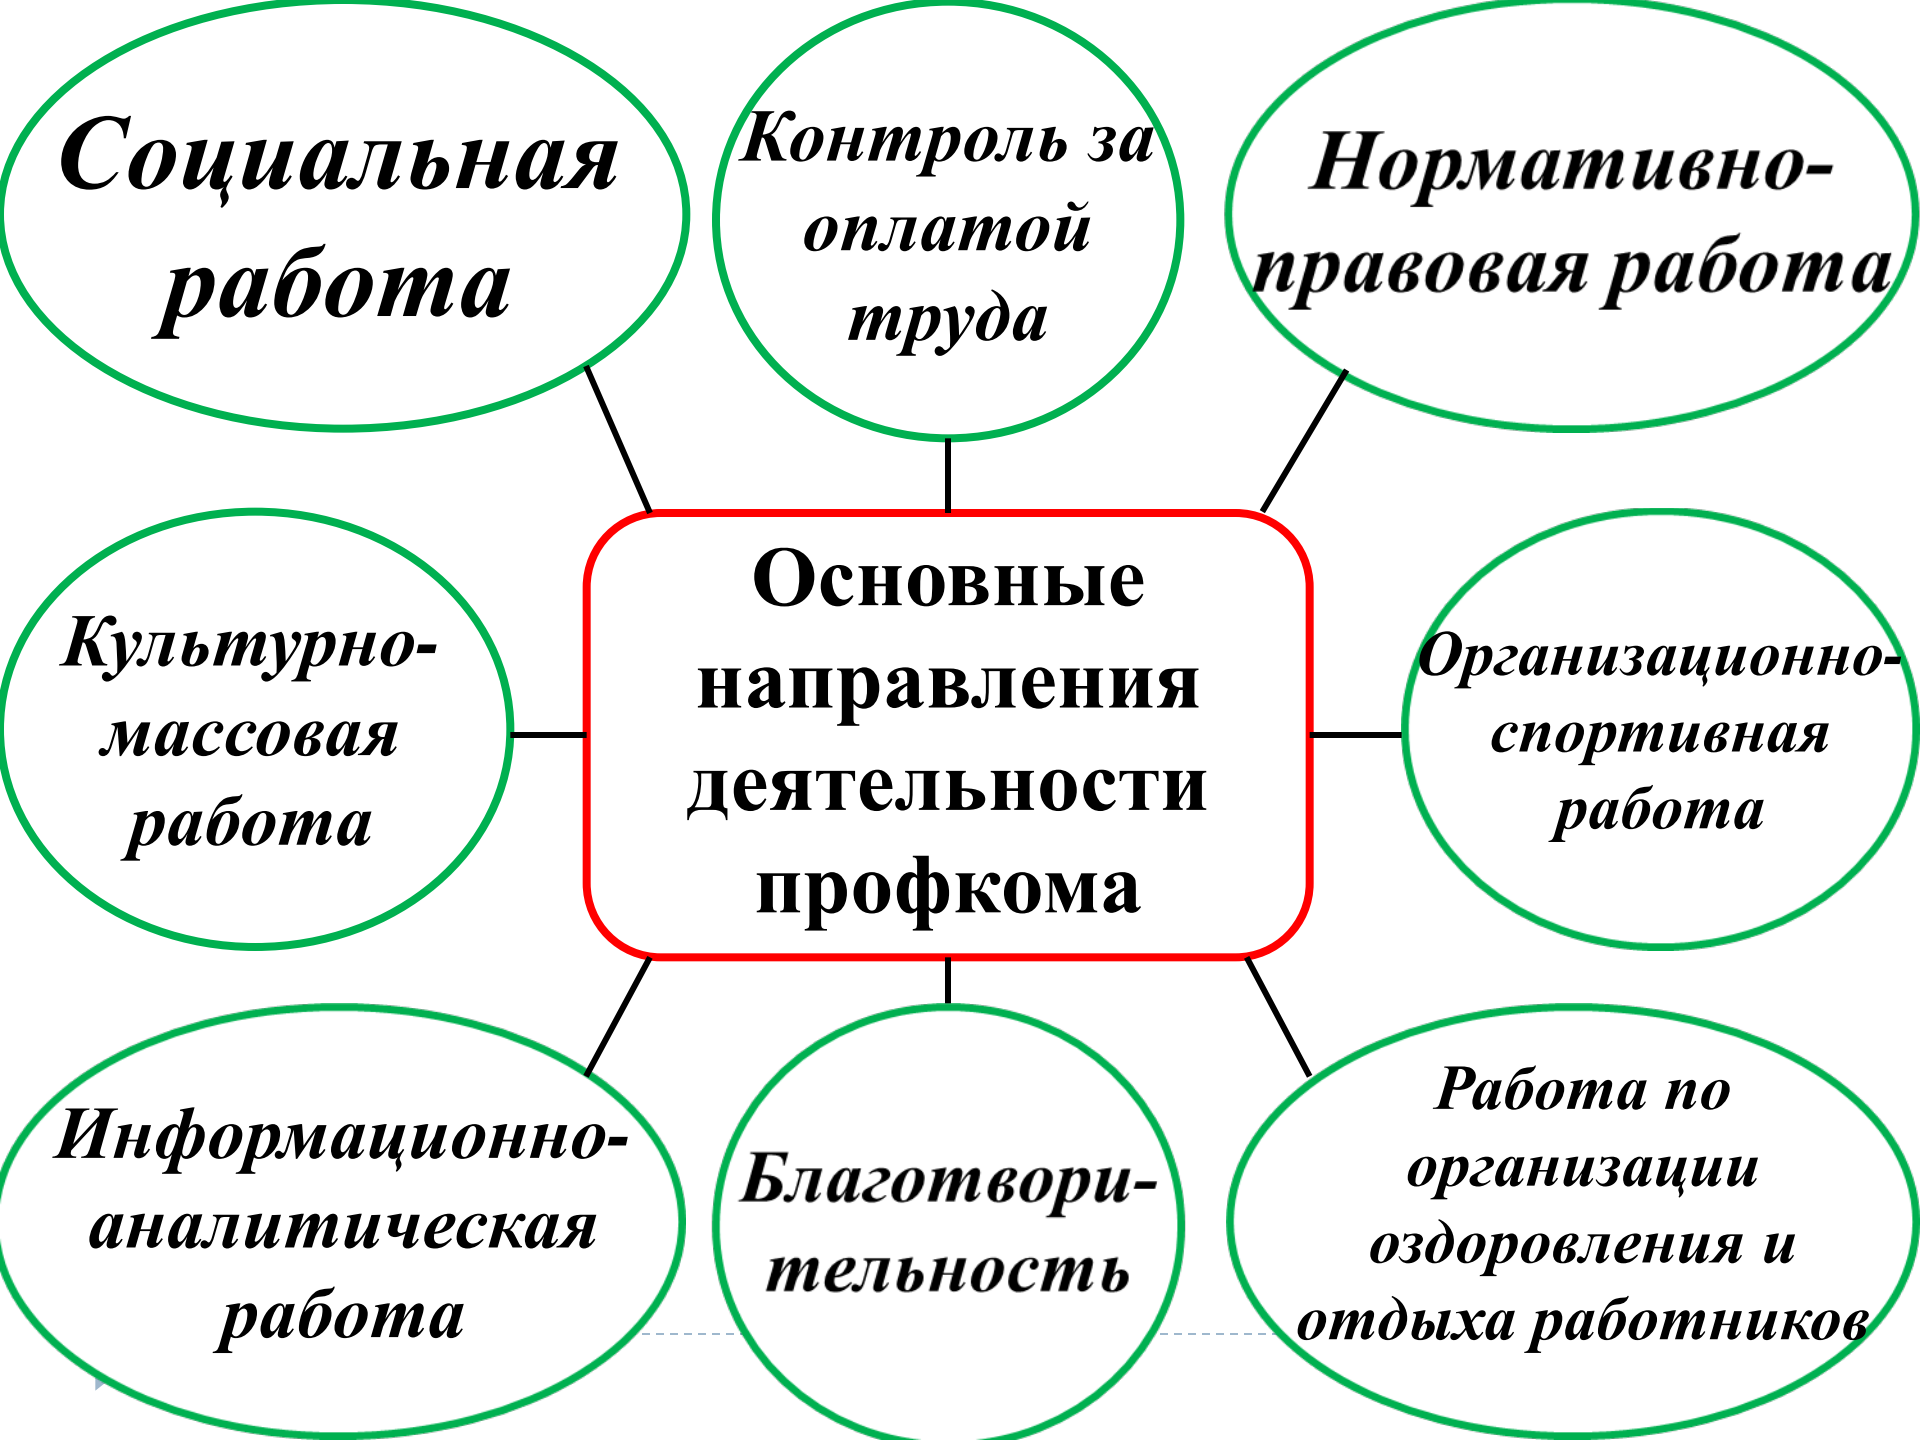 Социальная
работа
Контроль за
оплатой
труда
Нормативно-
правовая работа
Культурно-
массовая
работа
Основные
направления
деятельности
профкома
Организационно-
спортивная
работа
Информационно-
аналитическая
работа
Благотвори-
тельность
Работа по
организации
оздоровления и
отдыха работников